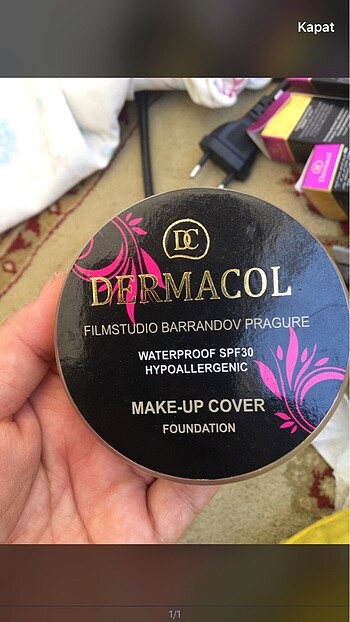 Kapat
DC
DERMACOL
FILMSTUDIO BARRANDOV PRAGURE
WATERPROOF SPF30
HYPOALLERGENIC
MAKE-UP COVER
FOUNDATION
1/1